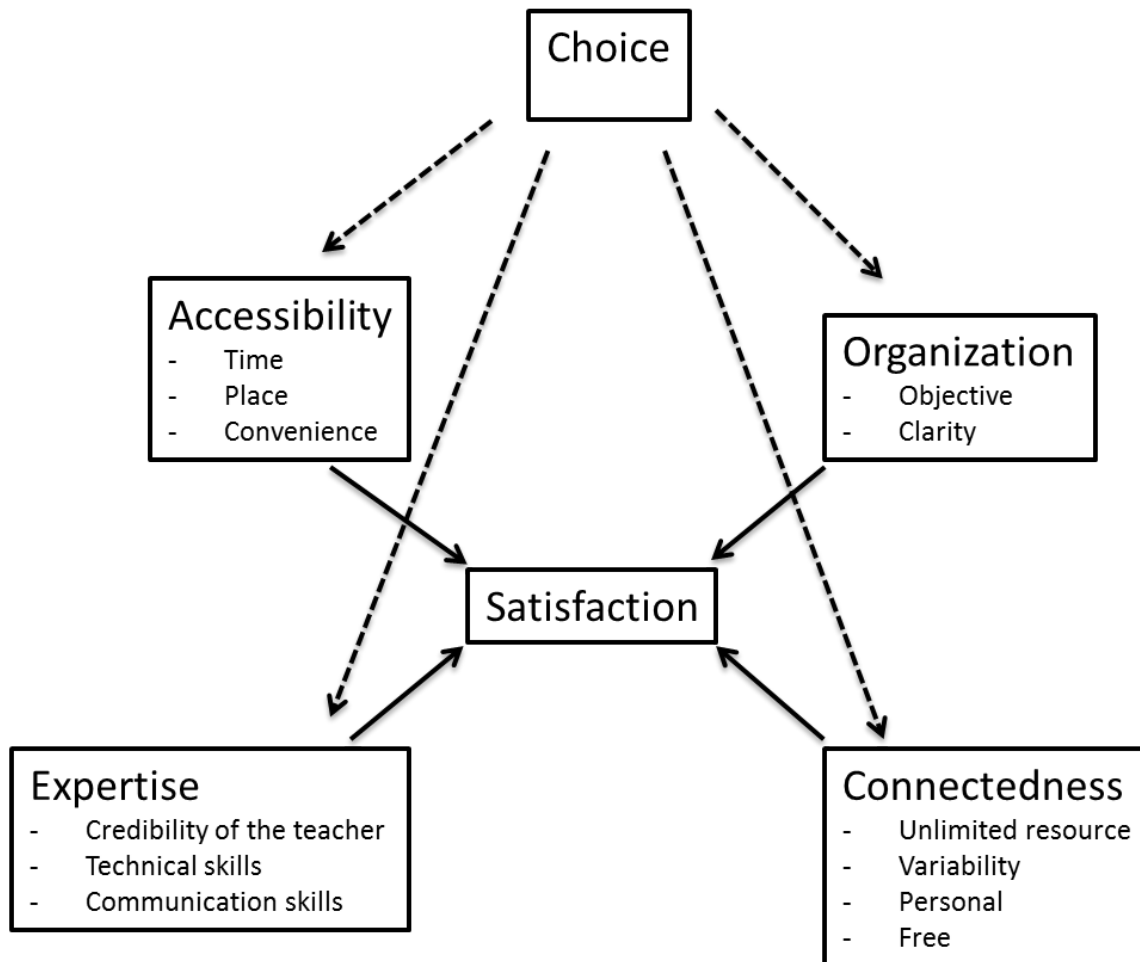 Choice
Accessibility
- Time
- Place
- Convenience
Organization
- Objective
- Clarity
Satisfaction
Expertise
- Credibility of the teacher
- Technical skills
- Communication skills
Connectedness
- Unlimited resource
- Variability
- Personal
- Free